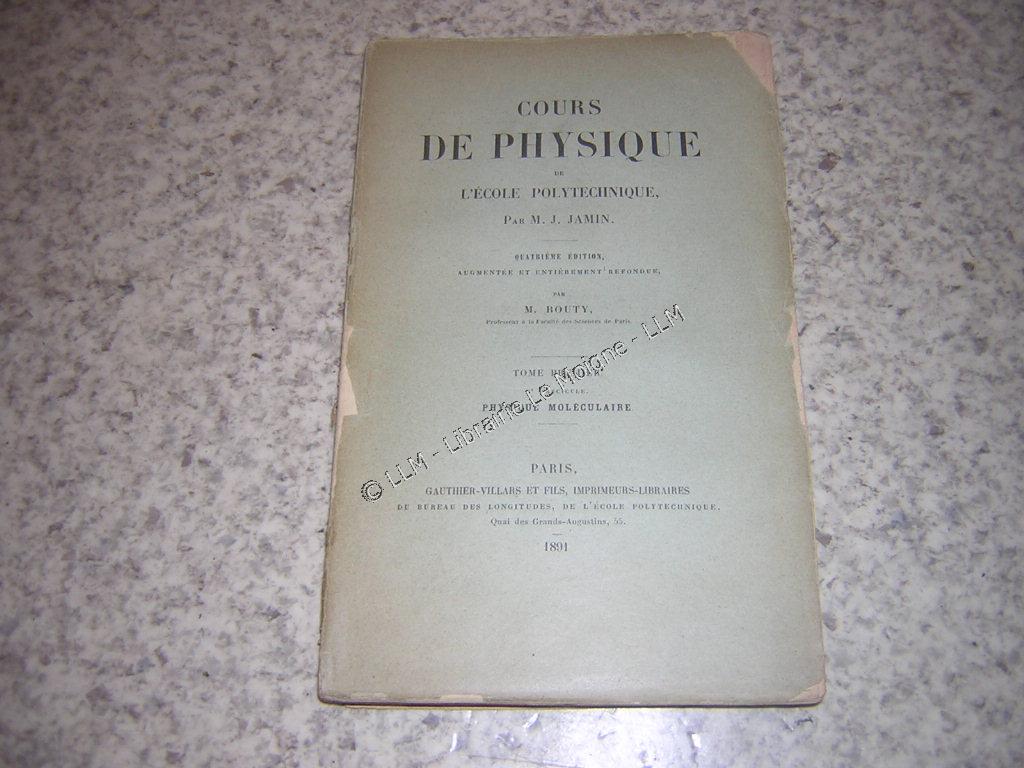 COURS
DE PHYSIQUE
DE
L'ÉCOLE POLYTECHNIQUE,
PAR M. J. JAMIN.
QUATRIÈME ÉDITION,
AUGMENTÉE ET ENTIÈREMENT REFONDUE,
PAR
M. BOUTY,
Professeur à la Faculté des Sciences de Paris.
TOME PREMIER
FASCICULE.
PHYSIQUE MOLÉCULAIRE
© LLM - Librairie Le Moigne - LLM
PARIS,
GAUTHIER-VILLARS ET FILS, IMPRIMEURS-LIBRAIRES
DU BUREAU DES LONGITUDES, DE L'ÉCOLE POLYTECHNIQUE,
Quai des Grands-Augustins, 55.
1891